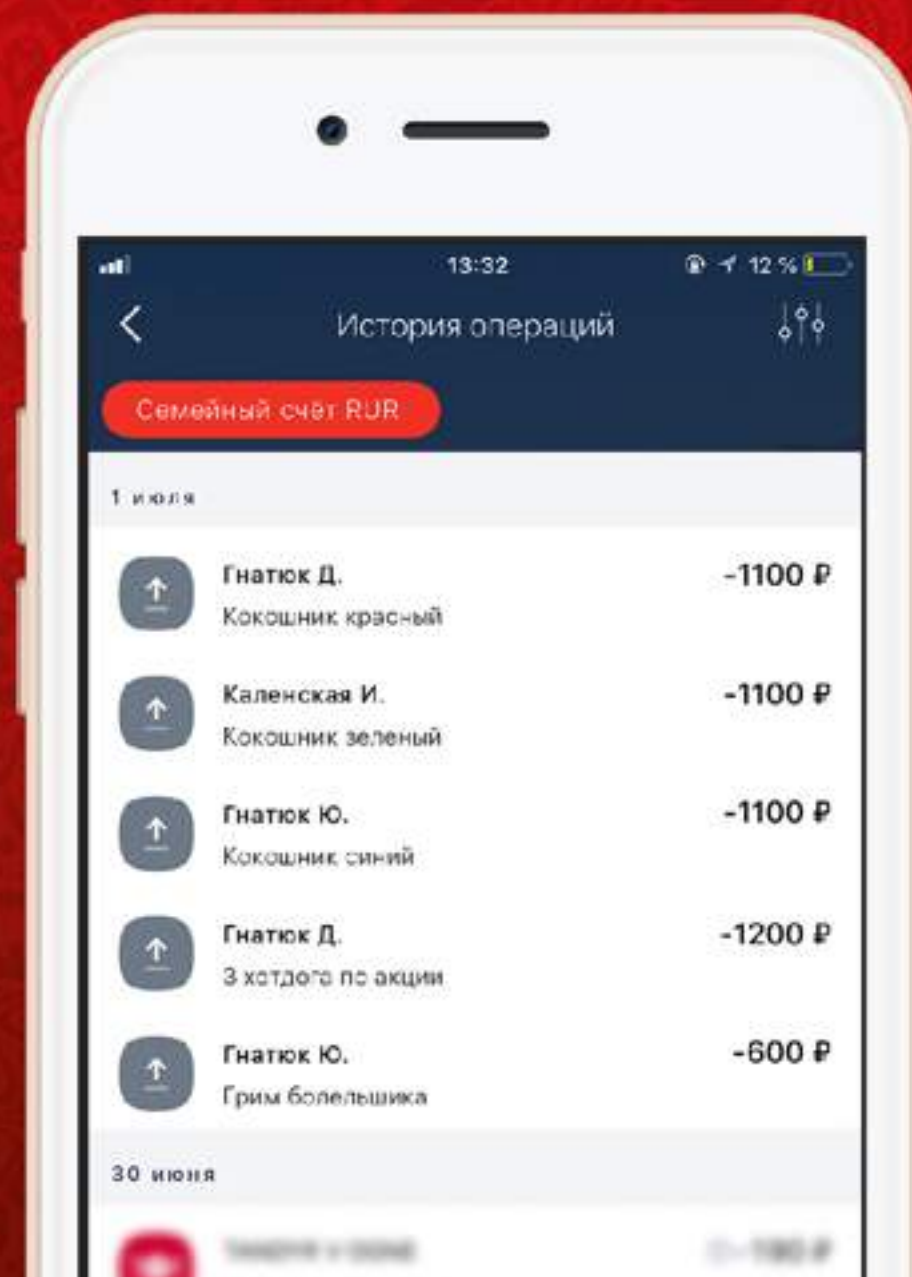 13:32
12 %
История операций
Семейный счёт RUR
1 июля
Гнатюк Д.
-1100 ₽
Кокошник красный
Каленская И.
-1100 ₽
Кокошник зеленый
Гнатюк Ю.
-1100 ₽
Кокошник синий
Гнатюк Д.
-1200 ₽
3 хотдога по акции
Гнатюк Ю.
-600 ₽
Грим болельшика
30 июня